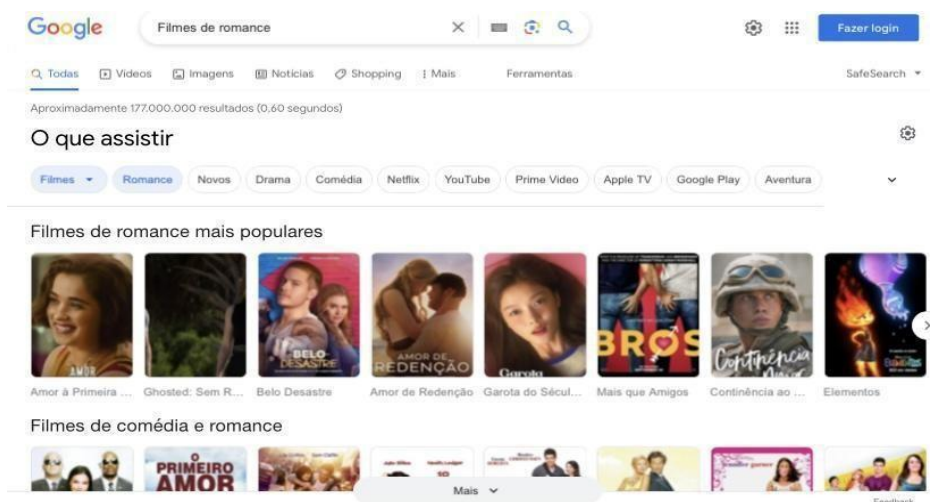 Google
Filmes de romance
Fazer login
Todas Vídeos Imagens Notícias Shopping Mais Ferramentas SafeSearch
Aproximadamente 177.000.000 resultados (0,60 segundos)
O que assistir
Filmes Romance Novos Drama Comédia Netflix YouTube Prime Video Apple TV Google Play Aventura
Filmes de romance mais populares
AMOR
BELO DESASTRE
AMOR DE REDENÇÃO
Garota
BROS
Continência
Amor à Primeira ... Ghosted: Sem R... Belo Desastre Amor de Redenção Garota do Sécul... Mais que Amigos Continência ao ... Elementos
Filmes de comédia e romance
O PRIMEIRO AMOR
10
Mais
Feedback